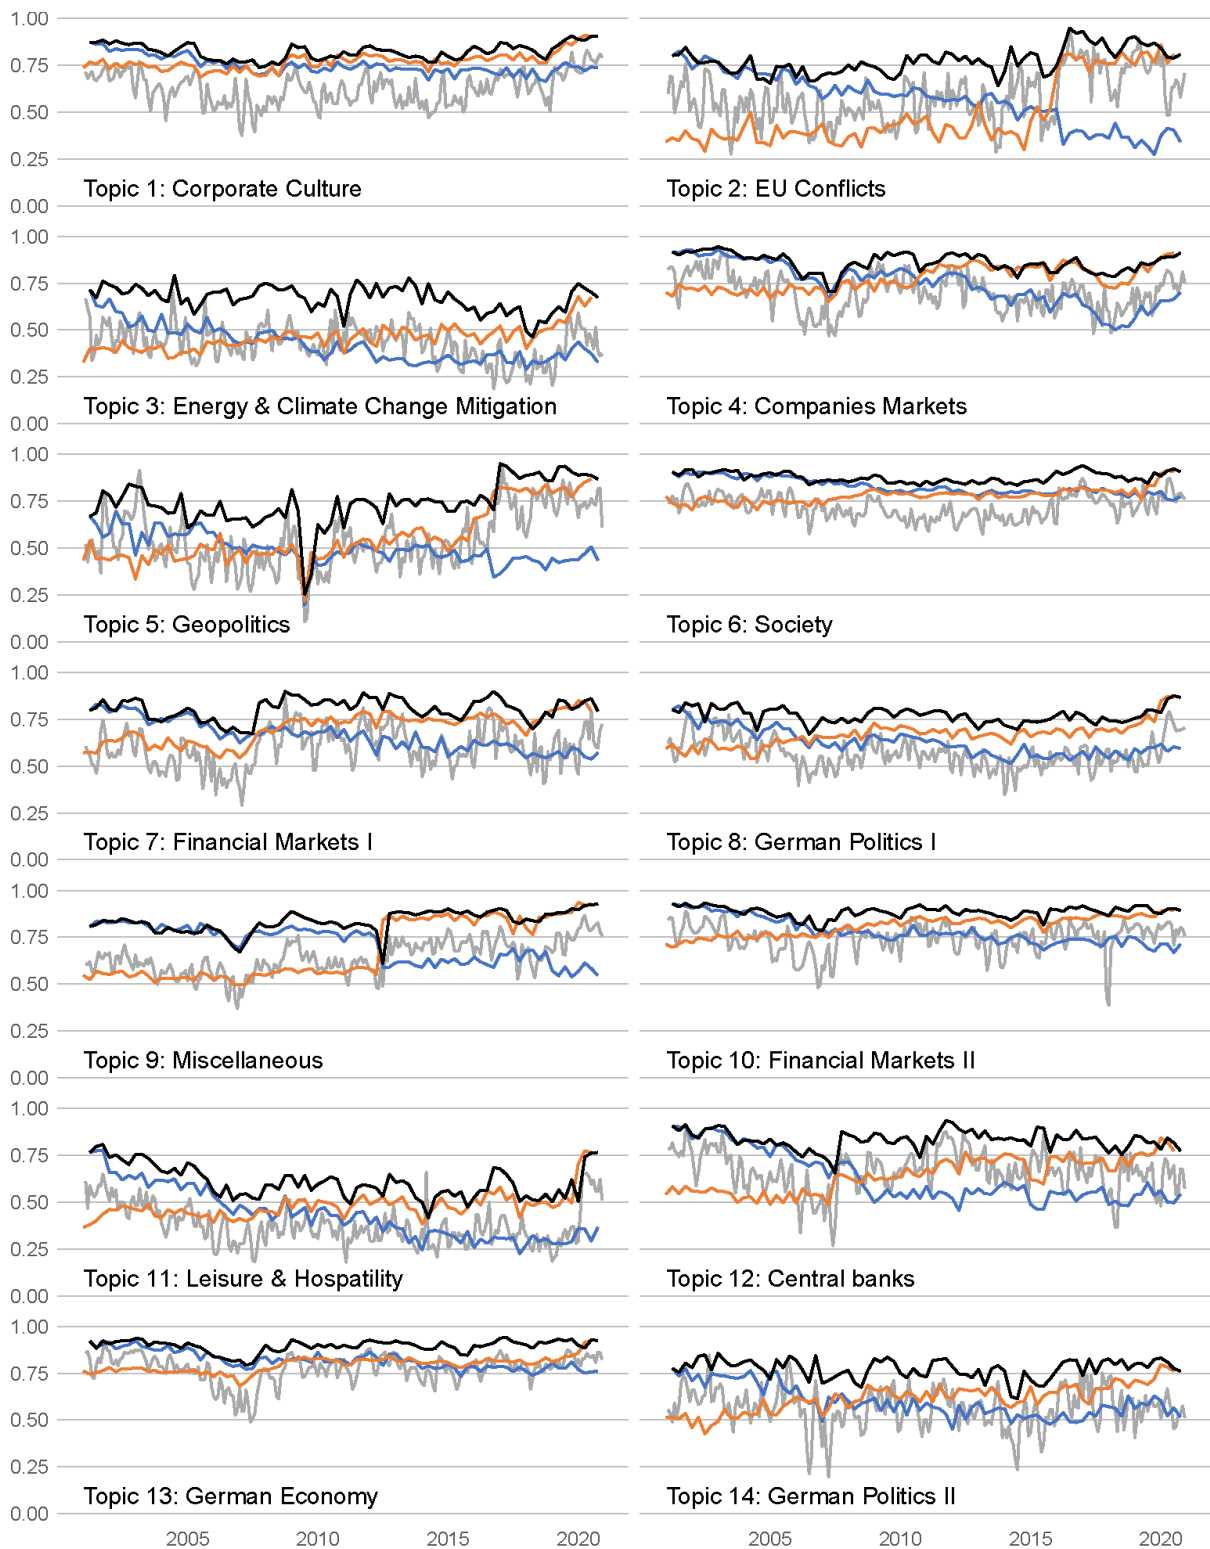 1.00
0.75
0.50
0.25
Topic 1: Corporate Culture
Topic 2: EU Conflicts
0.00
1.00
0.75
0.50
0.25
Topic 3: Energy & Climate Change Mitigation
Topic 4: Companies Markets
0.00
1.00
0.75
0.50
0.25
Topic 5: Geopolitics
Topic 6: Society
0.00
1.00
0.75
0.50
0.25
Topic 7: Financial Markets I
Topic 8: German Politics I
0.00
1.00
0.75
0.50
0.25
Topic 9: Miscellaneous
Topic 10: Financial Markets II
0.00
1.00
0.75
0.50
0.25
Topic 11: Leisure & Hospatility
Topic 12: Central banks
0.00
1.00
0.75
0.50
0.25
Topic 13: German Economy
Topic 14: German Politics II
0.00
2005 2010 2015 2020 2005 2010 2015 2020